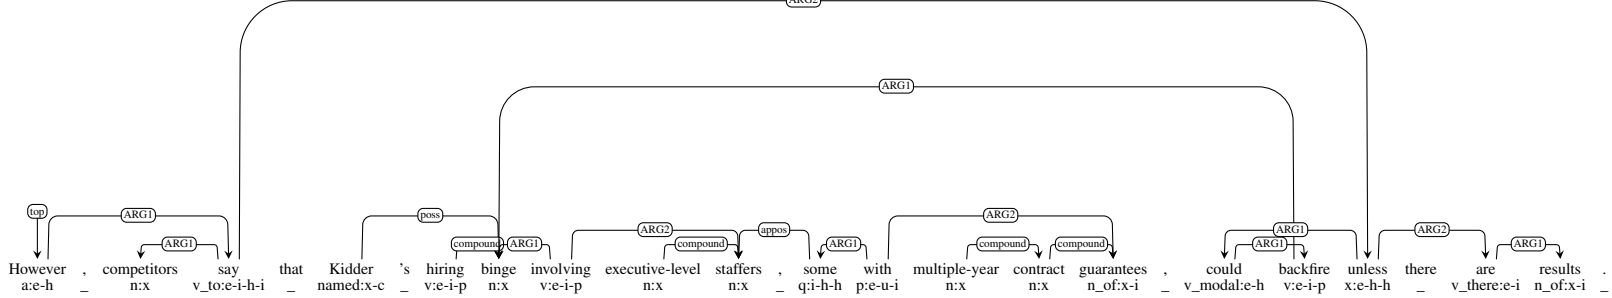 ARG2
ARG1
top ARG1 poss ARG2 appos ARG2 ARG1 ARG2
ARG1 compound ARG1 compound ARG1 compound compound ARG1 ARG1
However , competitors say that Kidder 's hiring binge involving executive-level staffers , some with multiple-year contract guarantees , could backfire unless there are results .
a:e-h _ n:x v_to:e-i-h-i _ named:x-c _ v:e-i-p n:x v:e-i-p n:x n:x _ q:i-h-h p:e-u-i n:x n:x n_of:x-i _ v_modal:e-h v:e-i-p x:e-h-h _ v_there:e-i n_of:x-i _